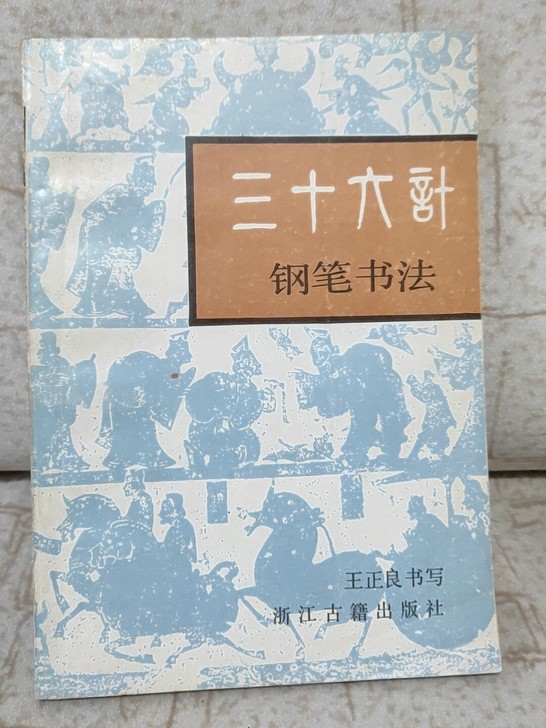 三十六計
钢笔书法
王正良书写
浙江古籍出版社